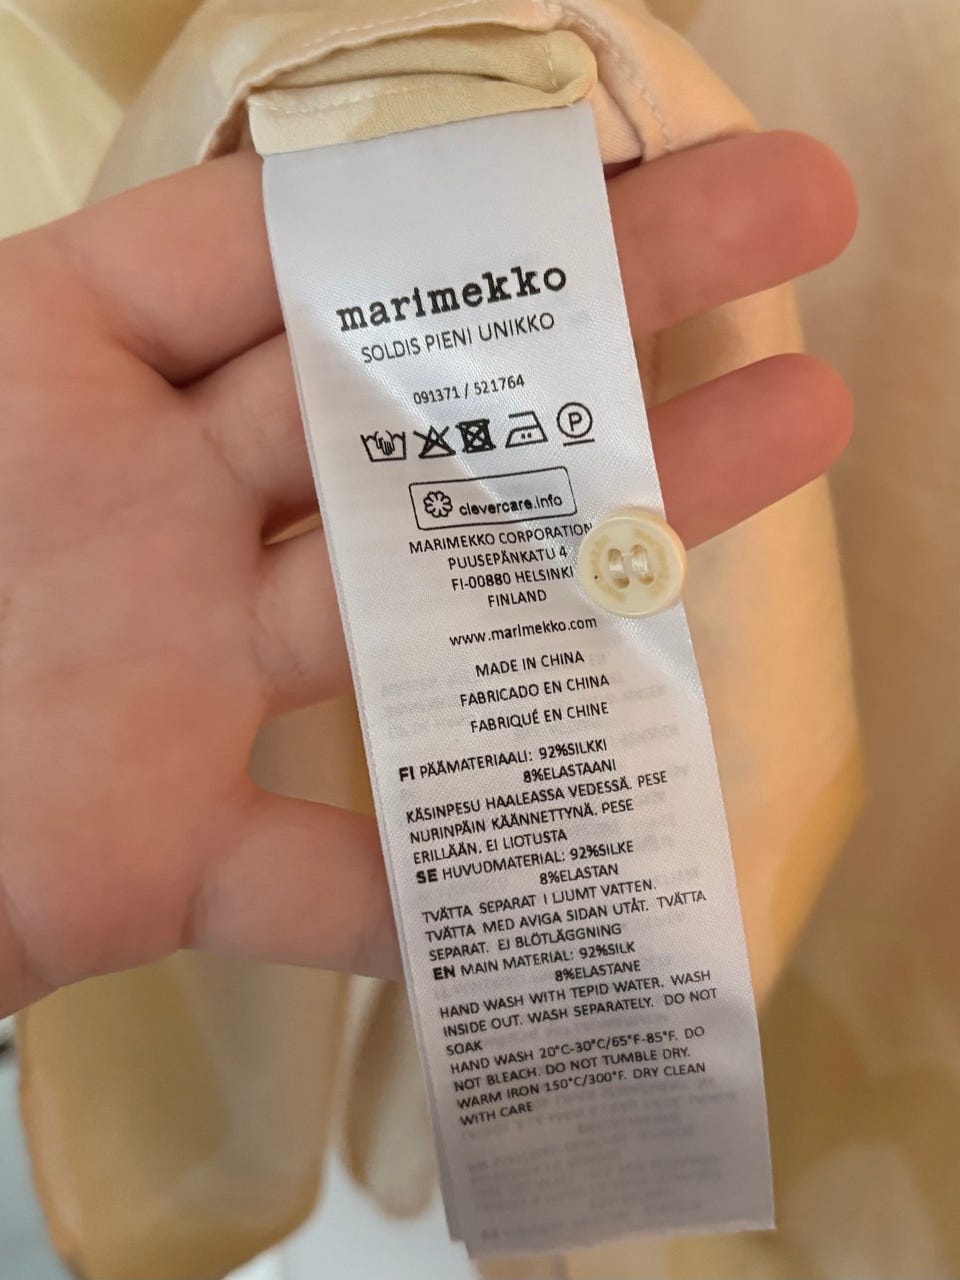 marimekko
SOLDIS PIENI UNIKKO
091371 / 521764
P
clevercare.info
MARIMEKKO CORPORATION
PUUSEPÄNKATU 4
FI-00880 HELSINKI
FINLAND
www.marimekko.com
MADE IN CHINA
FABRICADO EN CHINA
FABRIQUÉ EN CHINE
FI PÄÄMATERIAALI: 92%SILKKI
8%ELASTAANI
KÄSINPESU HAALEASSA VEDESSÄ. PESE
NURINPÄIN KÄÄNNETTYNÄ. PESE
ERILLÄÄN. EI LIOTUSTA
SE HUVUDMATERIAL: 92%SILKE
8%ELASTAN
TVÄTTA SEPARAT I LJUMT VATTEN.
TVÄTTA MED AVIGA SIDAN UTÅT. TVÄTTA
SEPARAT. EJ BLÖTLÄGGNING
EN MAIN MATERIAL: 92%SILK
8%ELASTANE
HAND WASH WITH TEPID WATER. WASH
INSIDE OUT. WASH SEPARATELY. DO NOT
SOAK
HAND WASH 20°C-30°C/65°F-85°F. DO
NOT BLEACH. DO NOT TUMBLE DRY.
WARM IRON 150°C/300°F. DRY CLEAN
WITH CARE